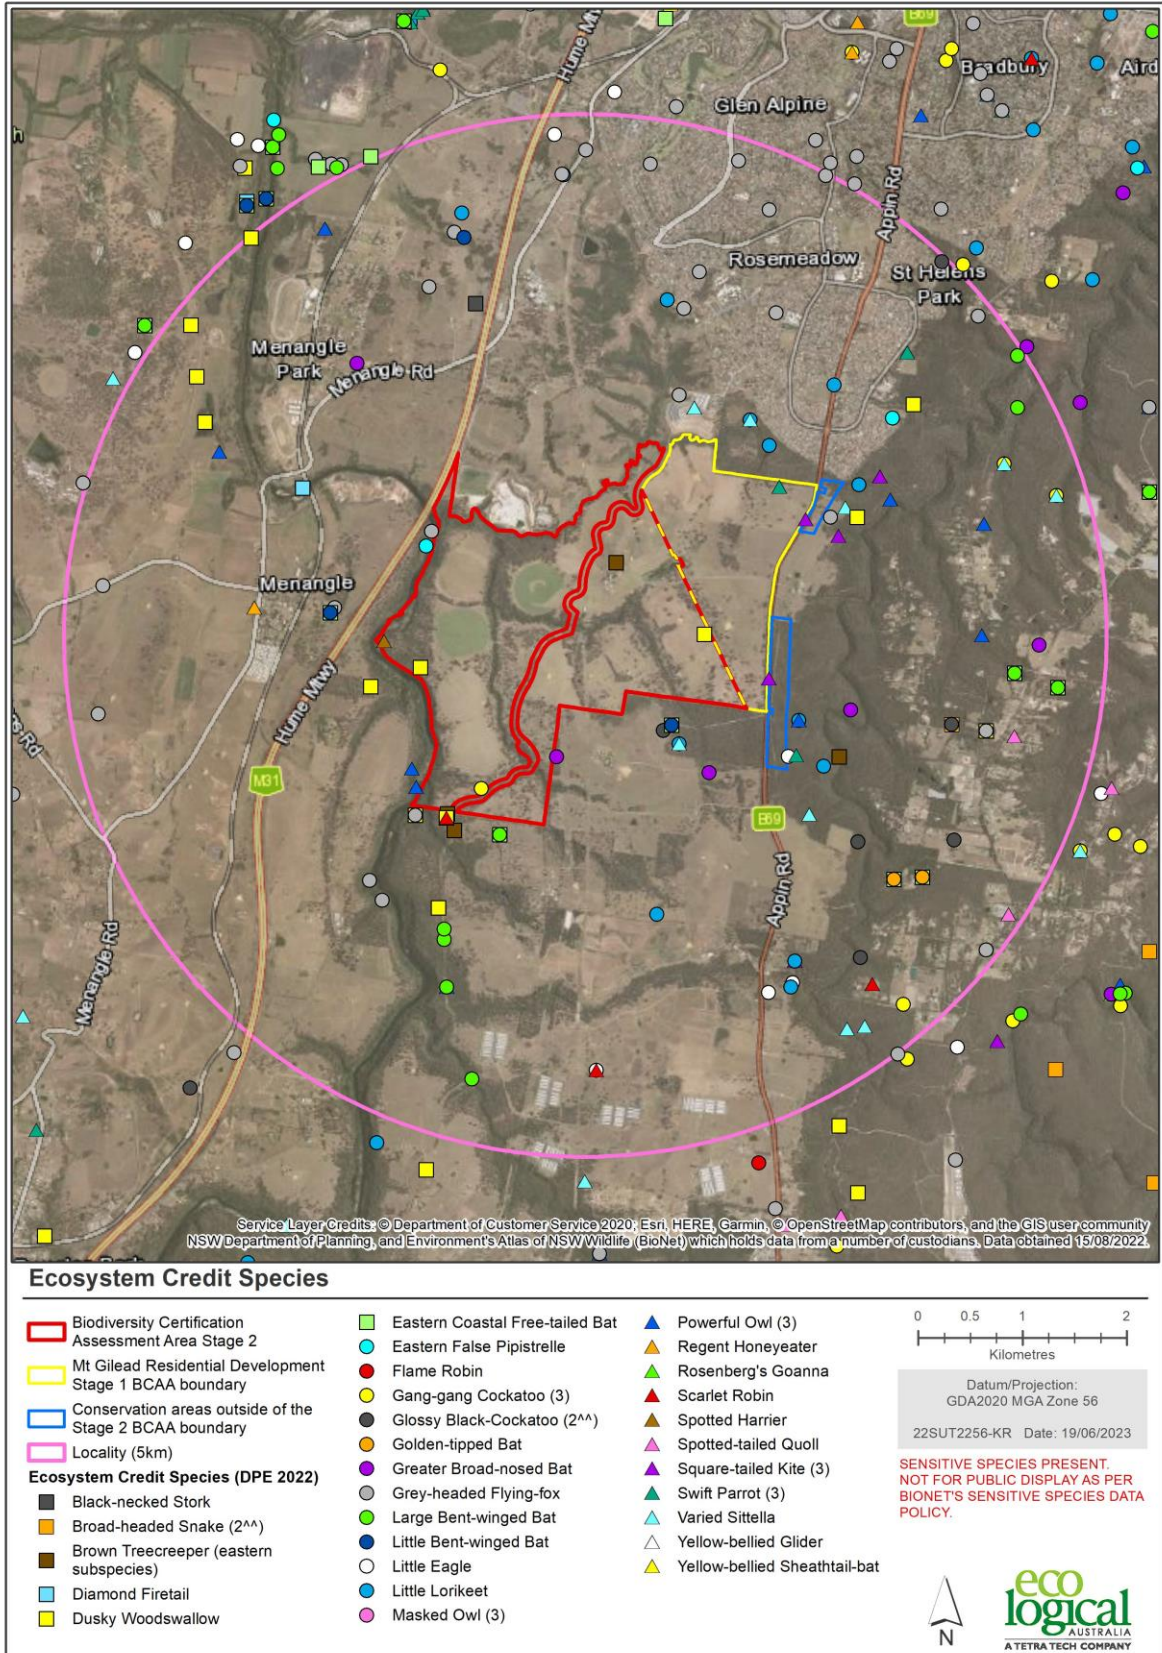 Hume Mtwy
B69
Bradbury
Aird
Glen Alpine
Appin Rd
Rosemeadow
St Helens
Park
Menangle
Park
Menangle Rd
Menangle
Hume Mtwy
M31
B69
Appin Rd
Menangle Rd
Service Layer Credits: © Department of Customer Service 2020; Esri, HERE, Garmin, © OpenStreetMap contributors, and the GIS user community
NSW Department of Planning, and Environment's Atlas of NSW Wildlife (BioNet) which holds data from a number of custodians. Data obtained 15/08/2022.
Ecosystem Credit Species
Biodiversity Certification
Assessment Area Stage 2
Mt Gilead Residential Development
Stage 1 BCAA boundary
Conservation areas outside of the
Stage 2 BCAA boundary
Locality (5km)
Ecosystem Credit Species (DPE 2022)
Black-necked Stork
Broad-headed Snake (2^^)
Brown Treecreeper (eastern
subspecies)
Diamond Firetail
Dusky Woodswallow
Eastern Coastal Free-tailed Bat
Eastern False Pipistrelle
Flame Robin
Gang-gang Cockatoo (3)
Glossy Black-Cockatoo (2^^)
Golden-tipped Bat
Greater Broad-nosed Bat
Grey-headed Flying-fox
Large Bent-winged Bat
Little Bent-winged Bat
Little Eagle
Little Lorikeet
Masked Owl (3)
Powerful Owl (3)
Regent Honeyeater
Rosenberg's Goanna
Scarlet Robin
Spotted Harrier
Spotted-tailed Quoll
Square-tailed Kite (3)
Swift Parrot (3)
Varied Sittella
Yellow-bellied Glider
Yellow-bellied Sheathtail-bat
0 0.5 1 2
Kilometres
Datum/Projection:
GDA2020 MGA Zone 56
22SUT2256-KR Date: 19/06/2023
SENSITIVE SPECIES PRESENT.
NOT FOR PUBLIC DISPLAY AS PER
BIONET'S SENSITIVE SPECIES DATA
POLICY.
N
eco
logical
AUSTRALIA
A TETRA TECH COMPANY